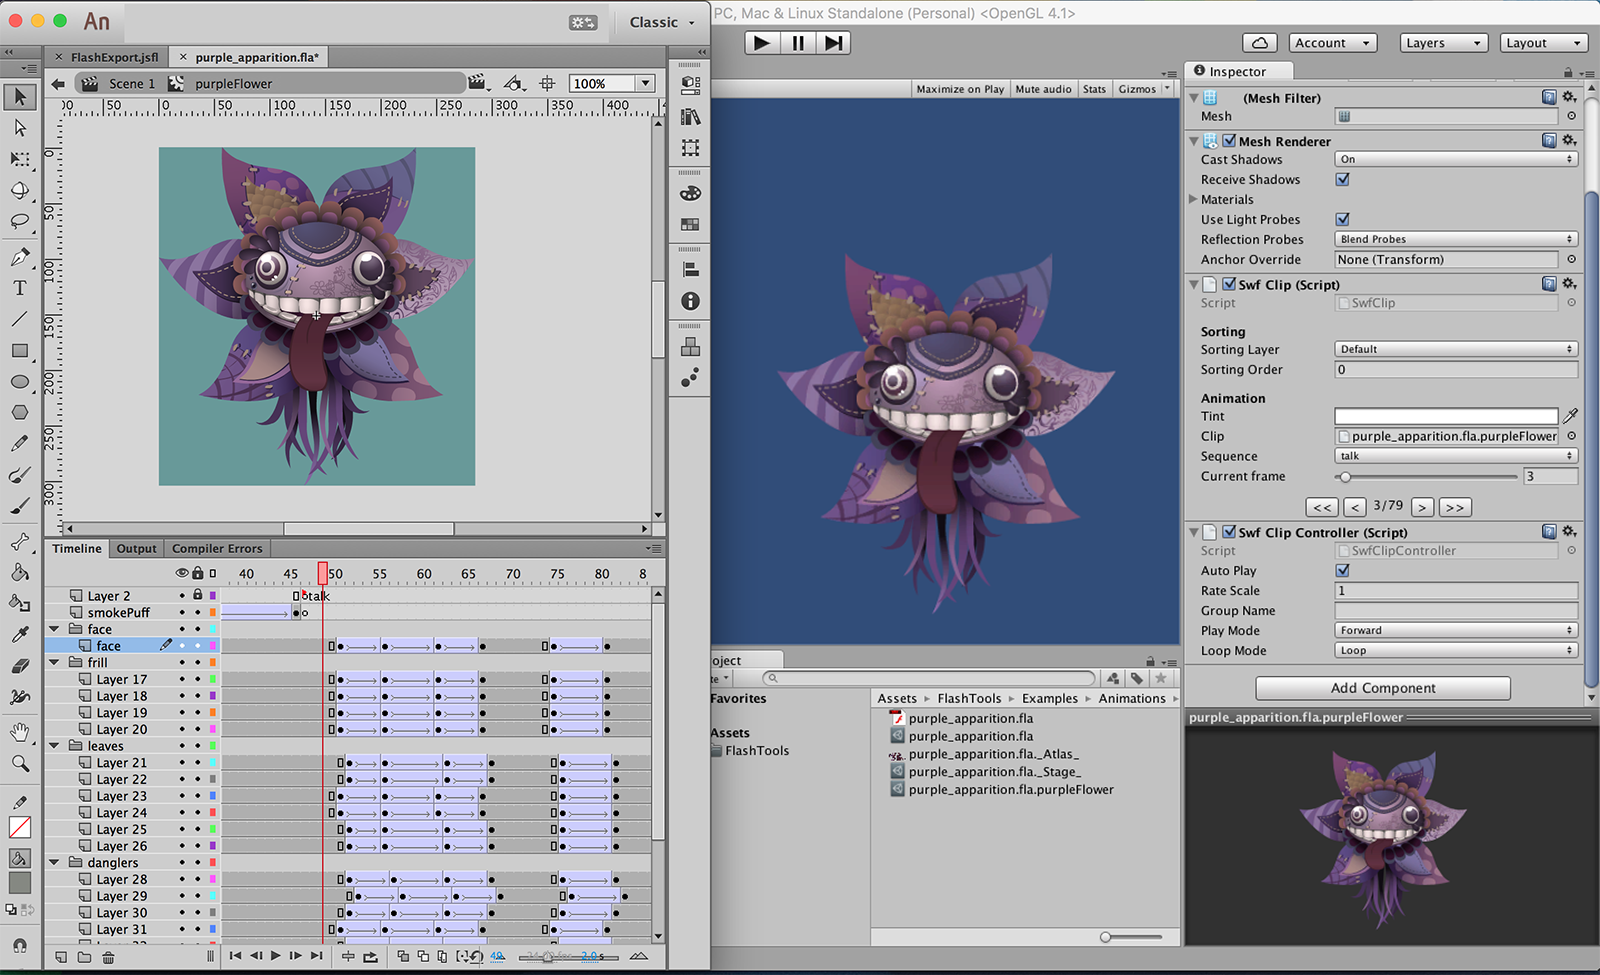 An
Classic
FlashExport.jsfl
purple_apparition.fla*
Scene 1
purpleFlower
100%
50 0 50 100 150 200 250 300 350 400
0
50
100
150
200
250
300
T
Timeline
Output
Compiler Errors
40 45 50 55 60 65 70 75 80 8
Layer 2
talk
smokePuff
face
face
frill
Layer 17
Layer 18
Layer 19
Layer 20
leaves
Layer 21
Layer 22
Layer 23
Layer 24
Layer 25
Layer 26
danglers
Layer 28
Layer 29
Layer 30
Layer 31
2.0s
PC, Mac & Linux Standalone (Personal) <OpenGL 4.1>
Account
Layers
Layout
Maximize on Play
Mute audio
Stats
Gizmos
oject
te
Favorites
Assets
FlashTools
Assets
FlashTools
Examples
Animations
purple_apparition.fla
purple_apparition.fla
purple_apparition.fla._Atlas_
purple_apparition.fla._Stage_
purple_apparition.fla.purpleFlower
Inspector
(Mesh Filter)
Mesh
Mesh Renderer
Cast Shadows
On
Receive Shadows
Materials
Use Light Probes
Reflection Probes
Blend Probes
Anchor Override
None (Transform)
Swf Clip (Script)
Script
SwfClip
Sorting
Sorting Layer
Default
Sorting Order
0
Animation
Tint
Clip
purple_apparition.fla.purpleFlower
Sequence
talk
Current frame
3
<< < 3/79 > >>
Swf Clip Controller (Script)
Script
SwfClipController
Auto Play
Rate Scale
1
Group Name
Play Mode
Forward
Loop Mode
Loop
Add Component
purple_apparition.fla.purpleFlower